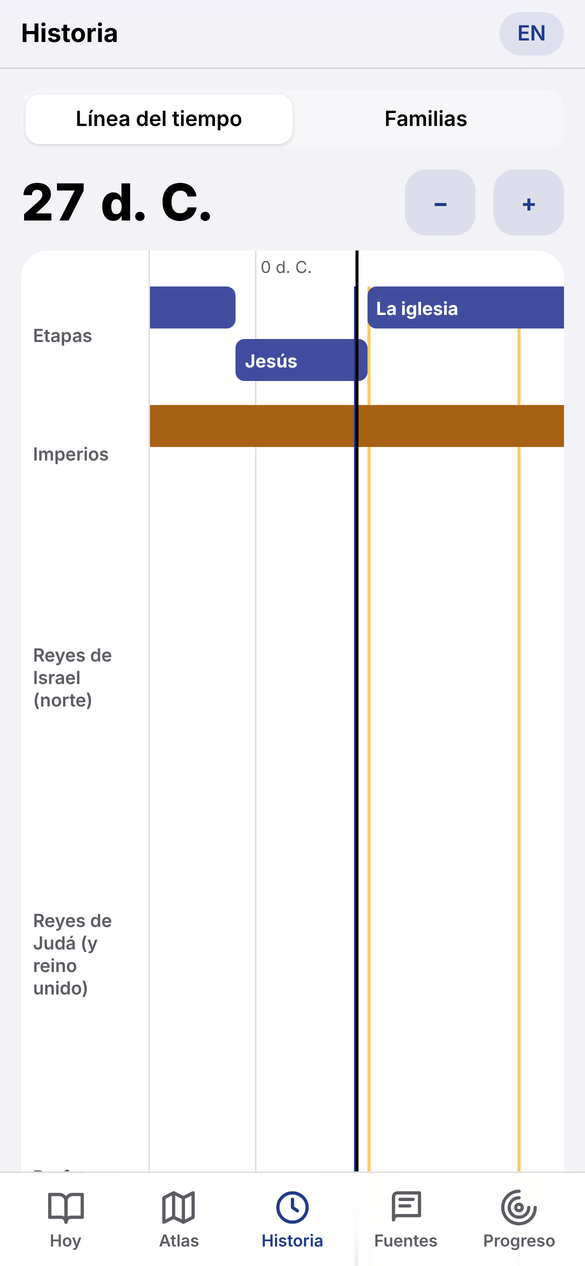 Historia
EN
Línea del tiempo
Familias
27 d. C.
−
+
0 d. C.
Etapas
La iglesia
Jesús
Imperios
Reyes de
Israel
(norte)
Reyes de
Judá (y
reino
unido)
Hoy
Atlas
Historia
Fuentes
Progreso